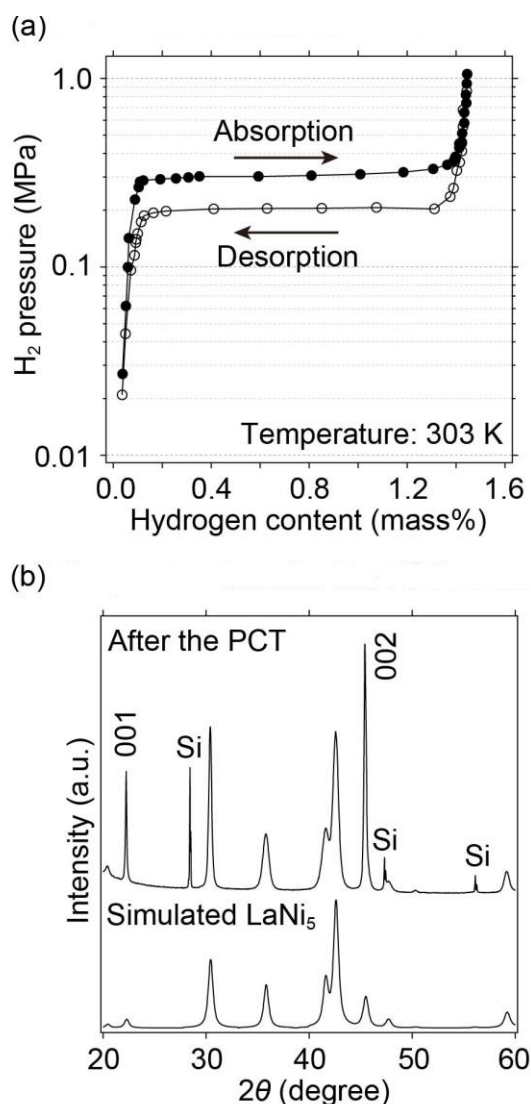 (a)
H₂ pressure (MPa)
1.0
0.1
0.01
Absorption
Desorption
Temperature: 303 K
0.0 0.4 0.8 1.2 1.6
Hydrogen content (mass%)
(b)
Intensity (a.u.)
After the PCT
001
Si
002
Si
Si
Simulated LaNi₅
20 30 40 50 60
2θ (degree)